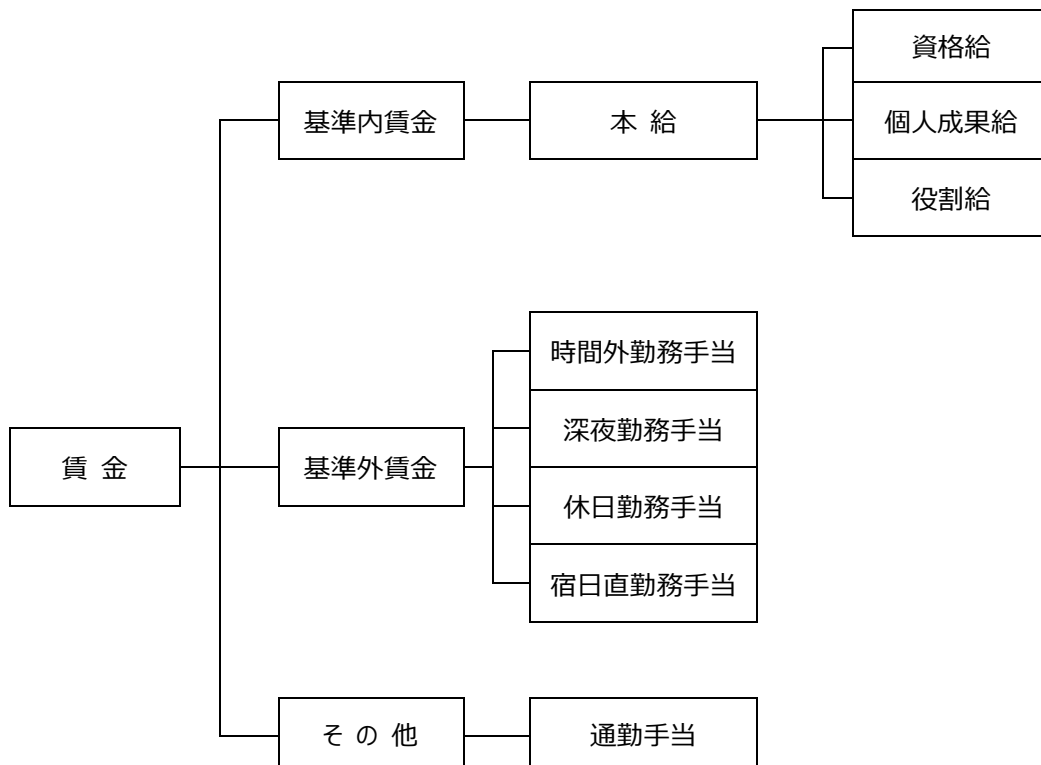 資格給
基準内賃金
本 給
個人成果給
役割給
時間外勤務手当
深夜勤務手当
賃 金
基準外賃金
休日勤務手当
宿日直勤務手当
そ の 他
通勤手当